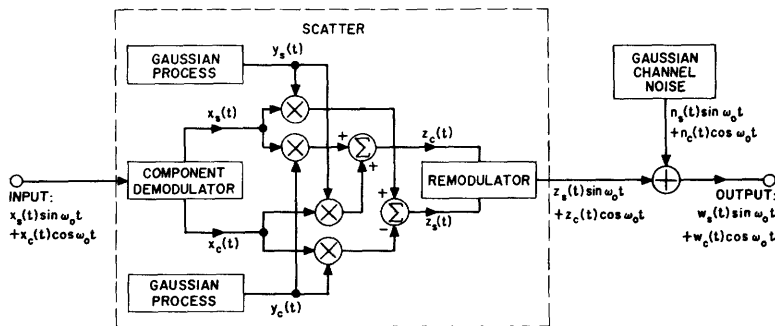 SCATTER
GAUSSIAN
PROCESS
y_s(t)
GAUSSIAN
CHANNEL
NOISE
n_s(t) sin ω_o t
+n_c(t) cos ω_o t
x_s(t)
z_c(t)
+
+
Σ
COMPONENT
DEMODULATOR
REMODULATOR
INPUT:
x_s(t) sin ω_o t
+x_c(t) cos ω_o t
z_s(t) sin ω_o t
+z_c(t) cos ω_o t
+
OUTPUT:
w_s(t) sin ω_o t
+w_c(t) cos ω_o t
+
Σ
-
z_s(t)
x_c(t)
GAUSSIAN
PROCESS
y_c(t)